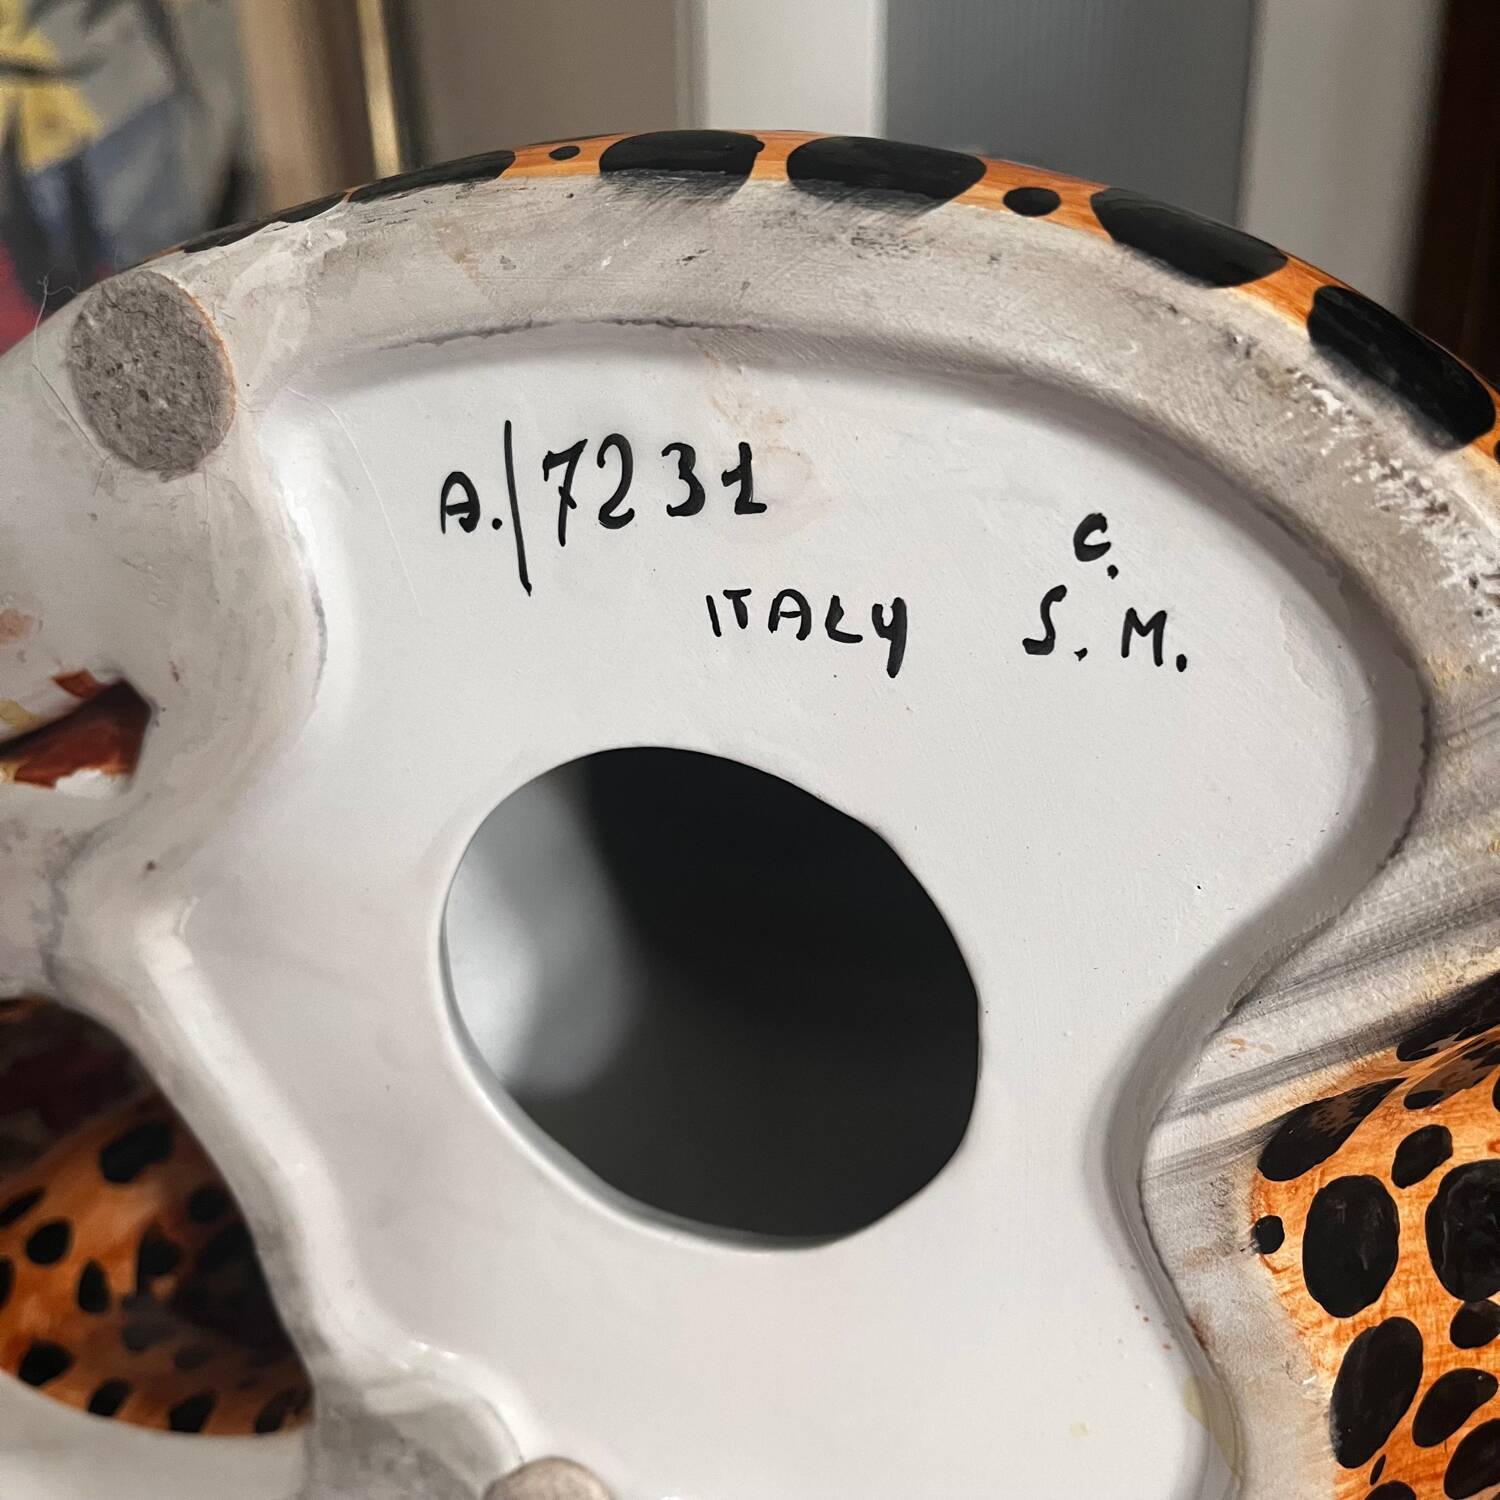 A./7231
ITALY
C.
S. M.